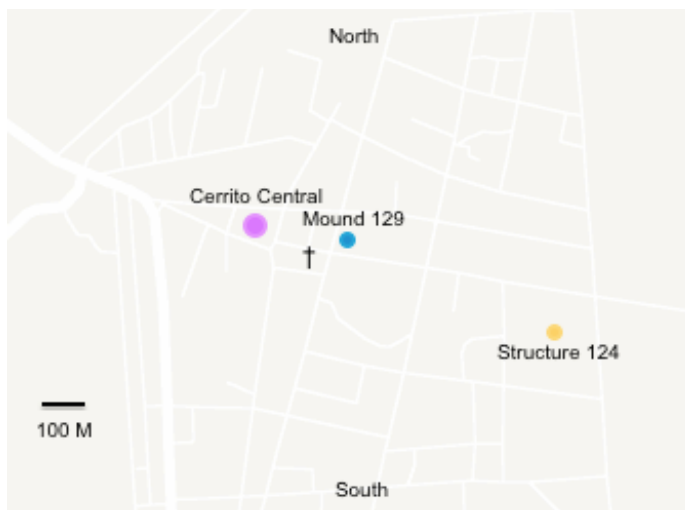 North
Cerrito Central
Mound 129
†
Structure 124
100 M
South